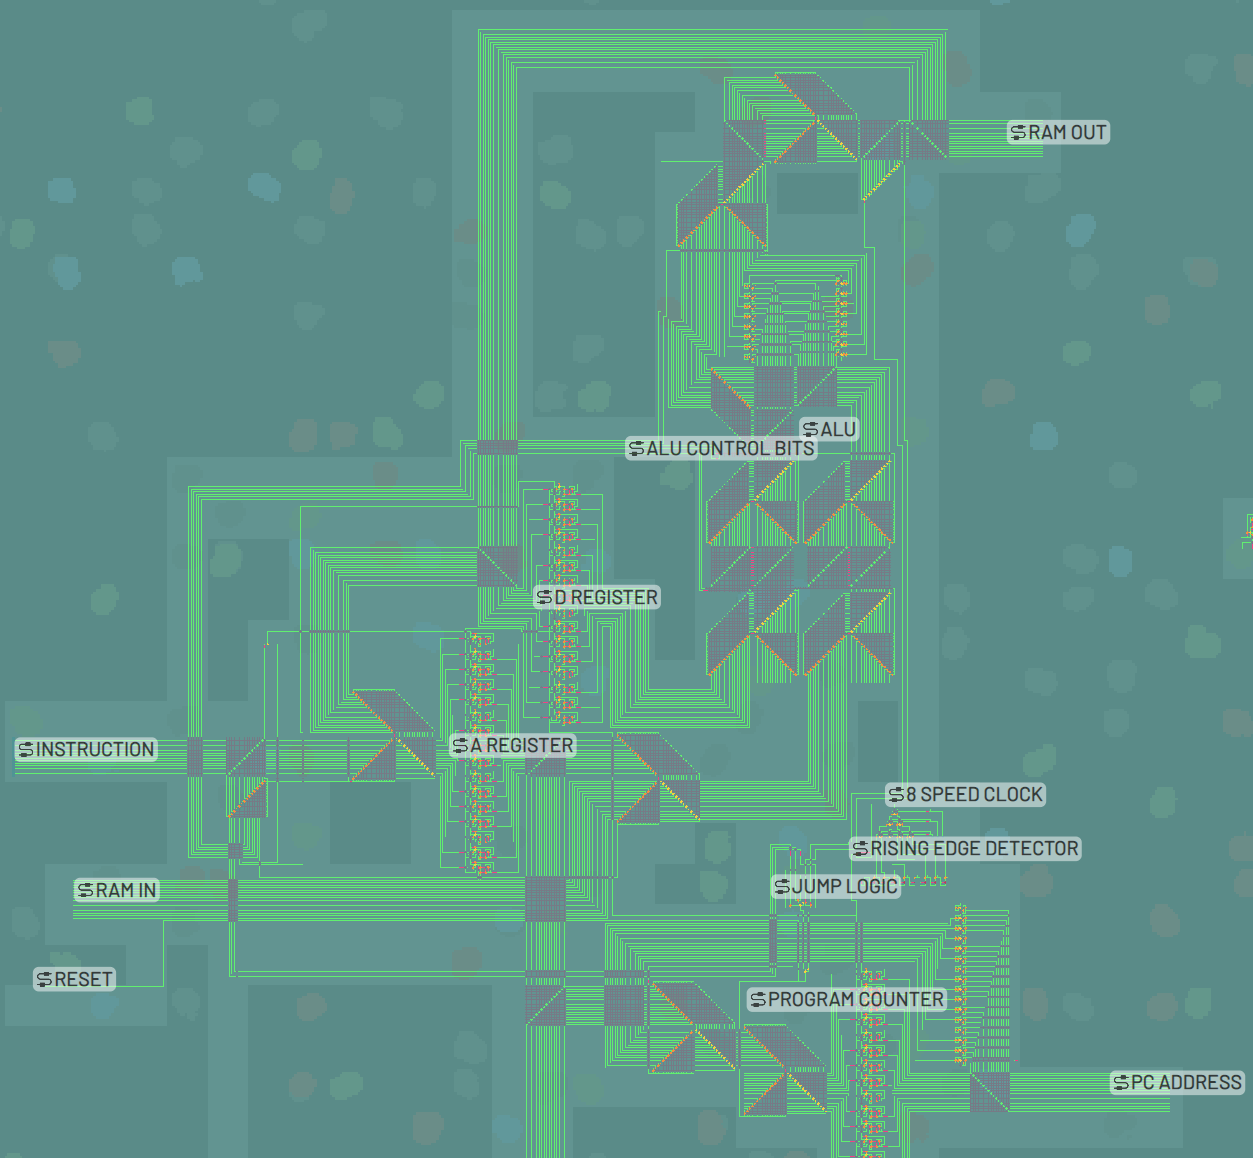 RAM OUT
ALU
ALU CONTROL BITS
D REGISTER
INSTRUCTION
A REGISTER
8 SPEED CLOCK
RISING EDGE DETECTOR
RAM IN
JUMP LOGIC
RESET
PROGRAM COUNTER
PC ADDRESS